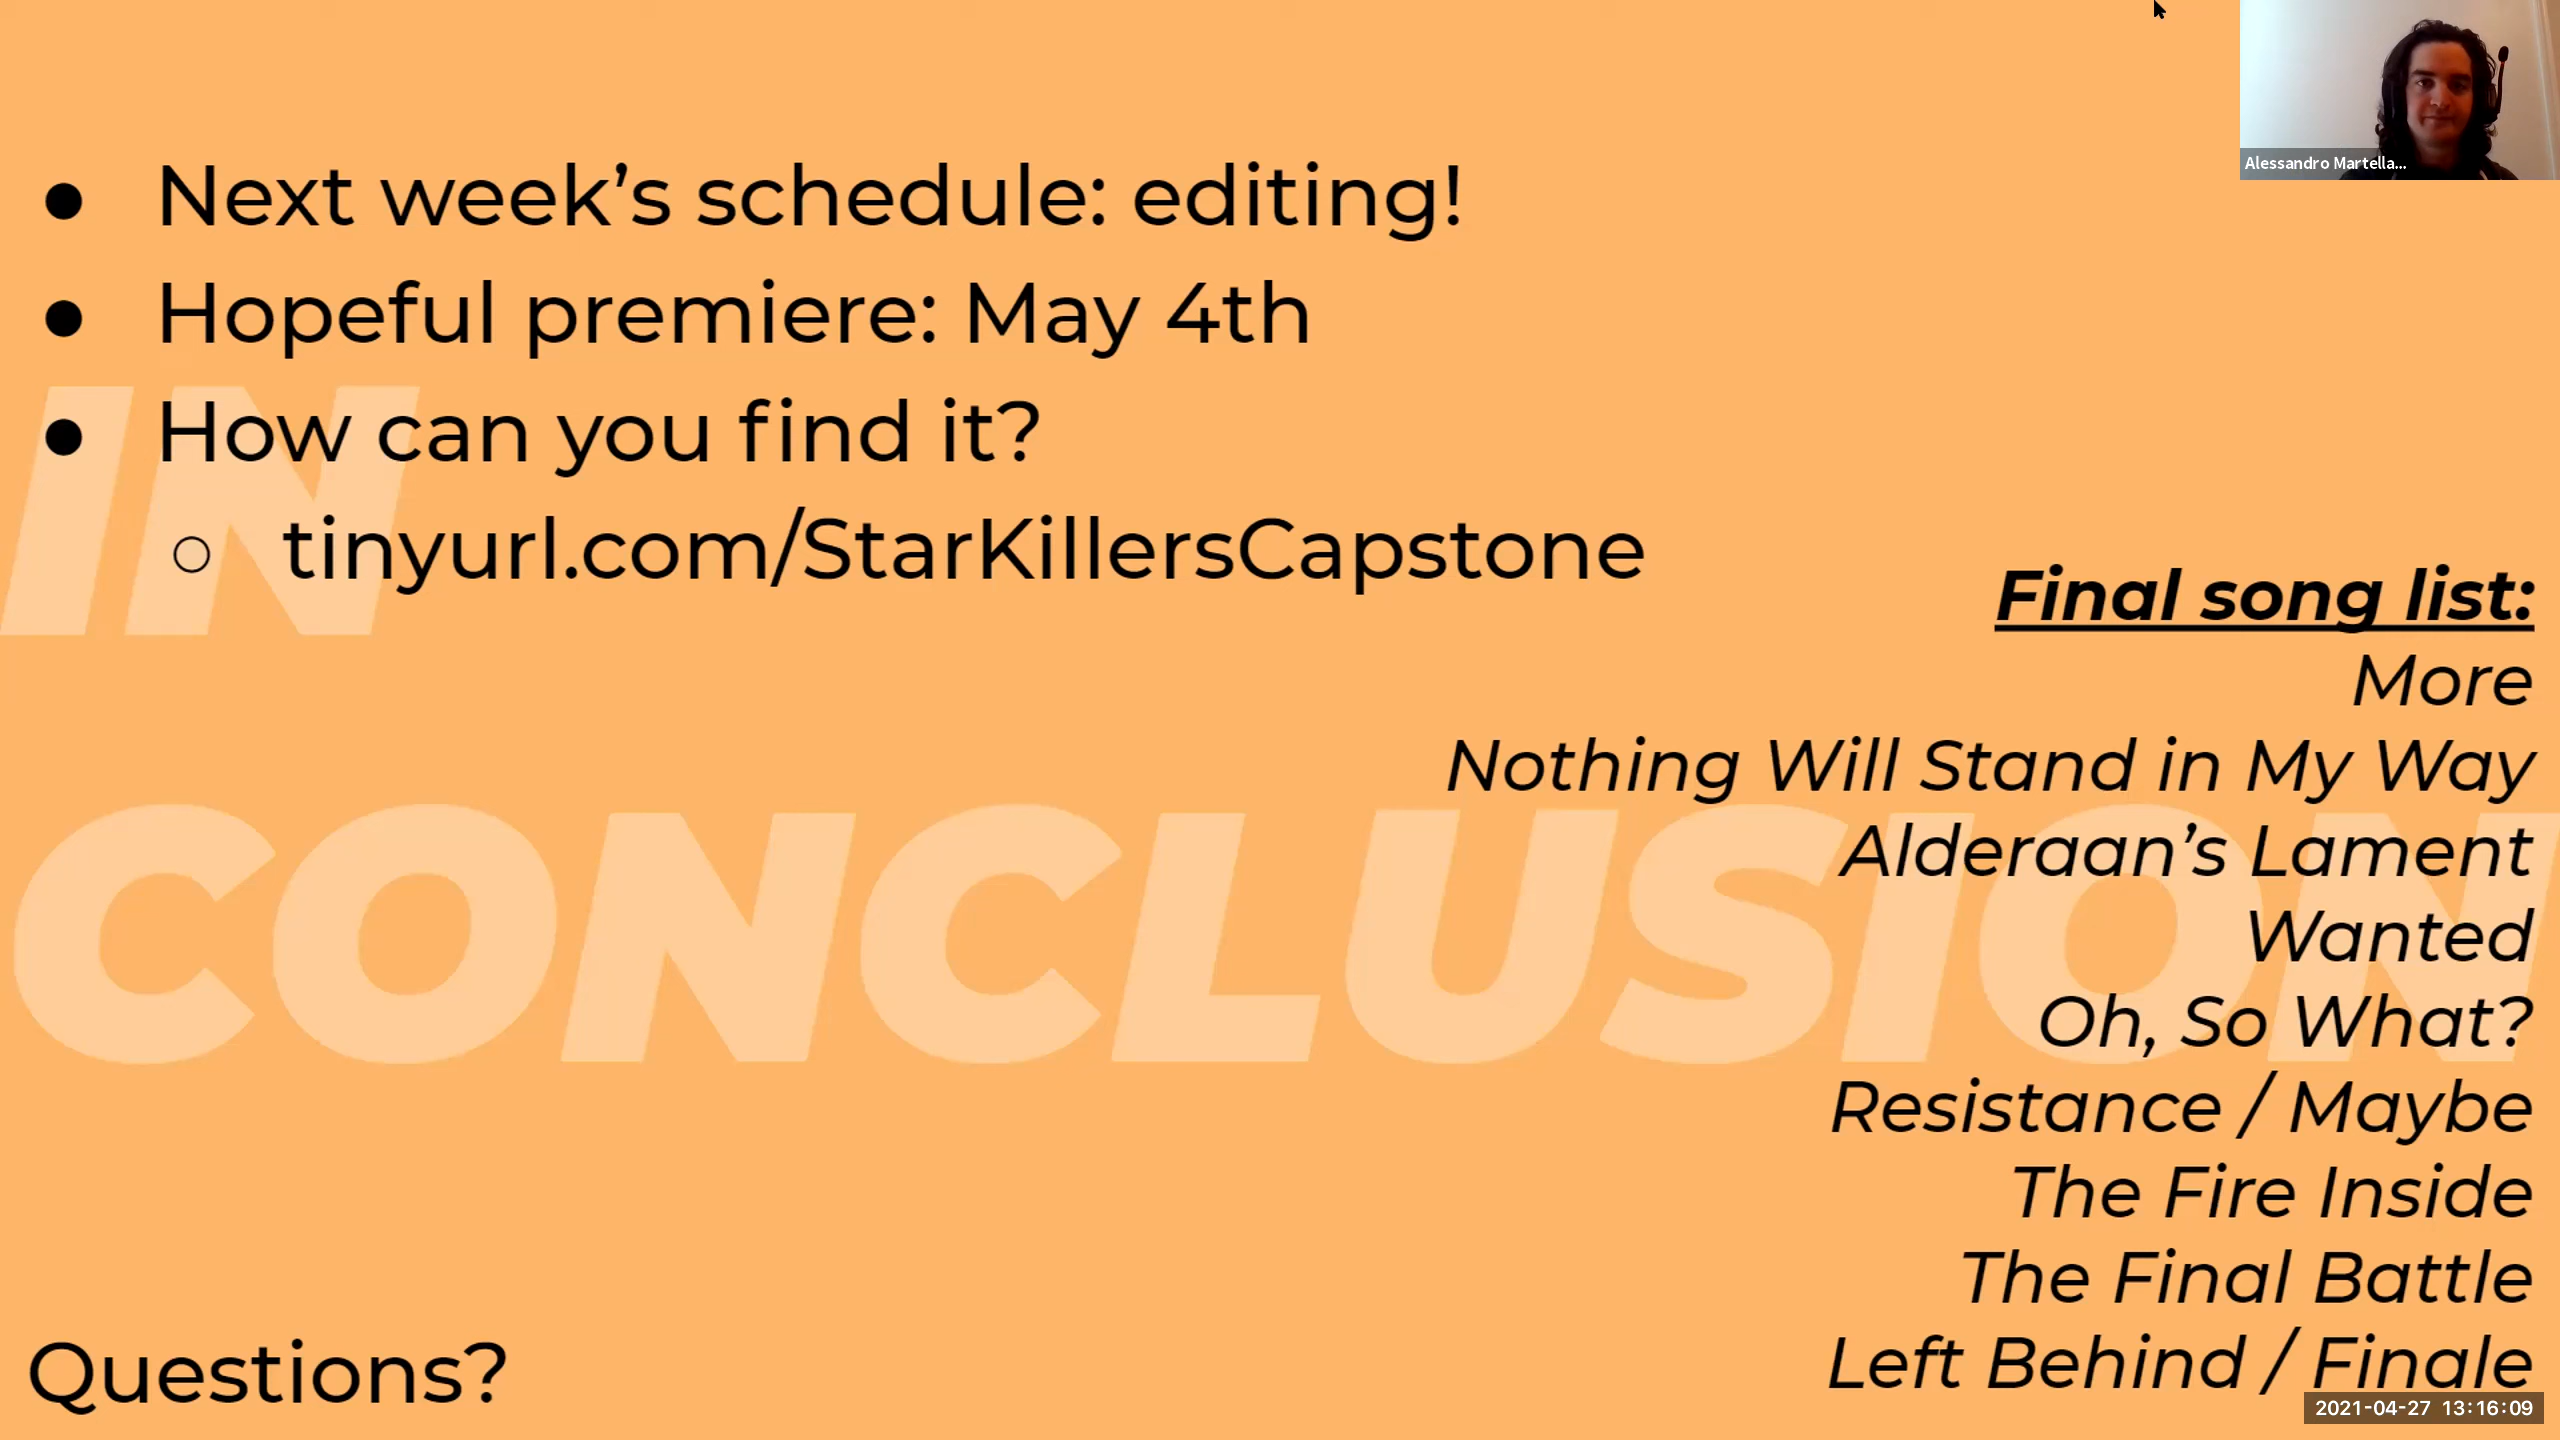 Alessandro Martella...
● Next week’s schedule: editing!
● Hopeful premiere: May 4th
● How can you find it?
○ tinyurl.com/StarKillersCapstone
IN
CONCLUSION
Final song list:
More
Nothing Will Stand in My Way
Alderaan’s Lament
Wanted
Oh, So What?
Resistance / Maybe
The Fire Inside
The Final Battle
Left Behind / Finale
Questions?
2021-04-27 13:16:09